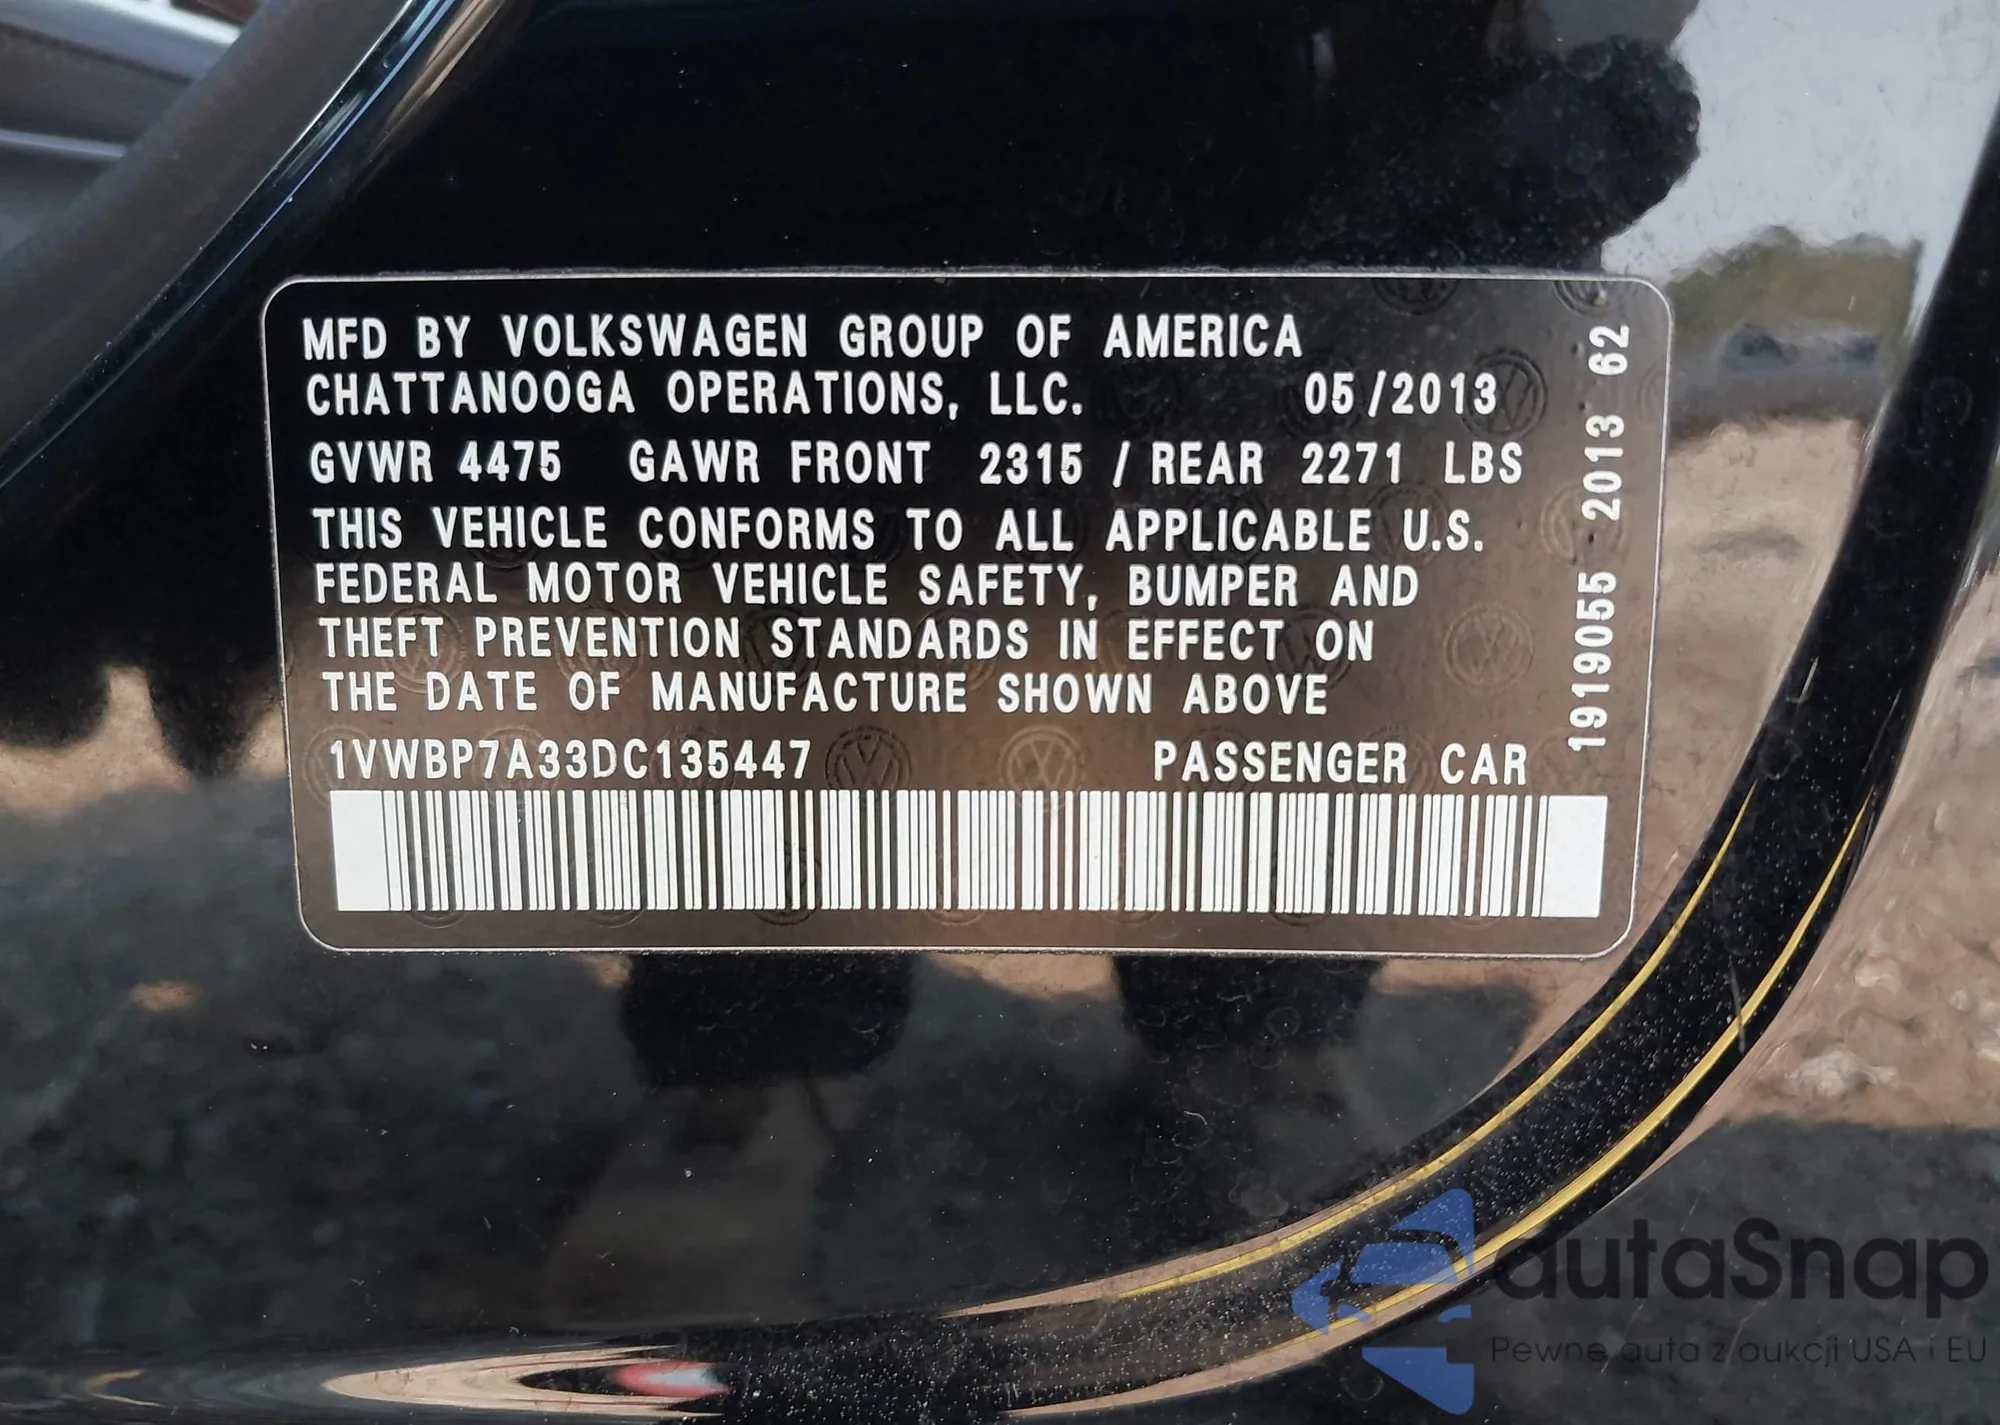 MFD BY VOLKSWAGEN GROUP OF AMERICA
CHATTANOOGA OPERATIONS, LLC. 05/2013
GVWR 4475 GAWR FRONT 2315 / REAR 2271 LBS
THIS VEHICLE CONFORMS TO ALL APPLICABLE U.S.
FEDERAL MOTOR VEHICLE SAFETY, BUMPER AND
THEFT PREVENTION STANDARDS IN EFFECT ON
THE DATE OF MANUFACTURE SHOWN ABOVE
1VWBP7A33DC135447 PASSENGER CAR
1919055 2013 62
autaSnap
Pewne auta z aukcji USA i EU